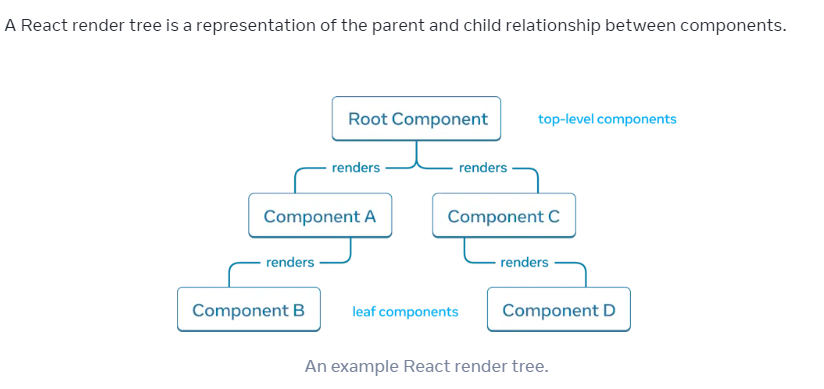 A React render tree is a representation of the parent and child relationship between components.
Root Component
top-level components
renders
renders
Component A
Component C
renders
renders
Component B
leaf components
Component D
An example React render tree.